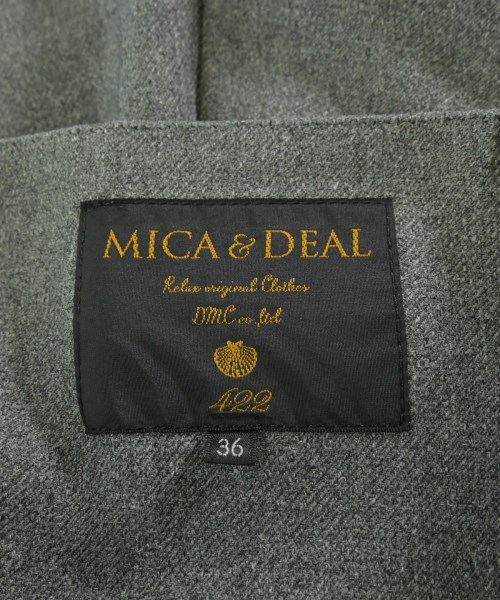 MICA & DEAL
Relax original Clothes
DMC co.,ltd
422
36